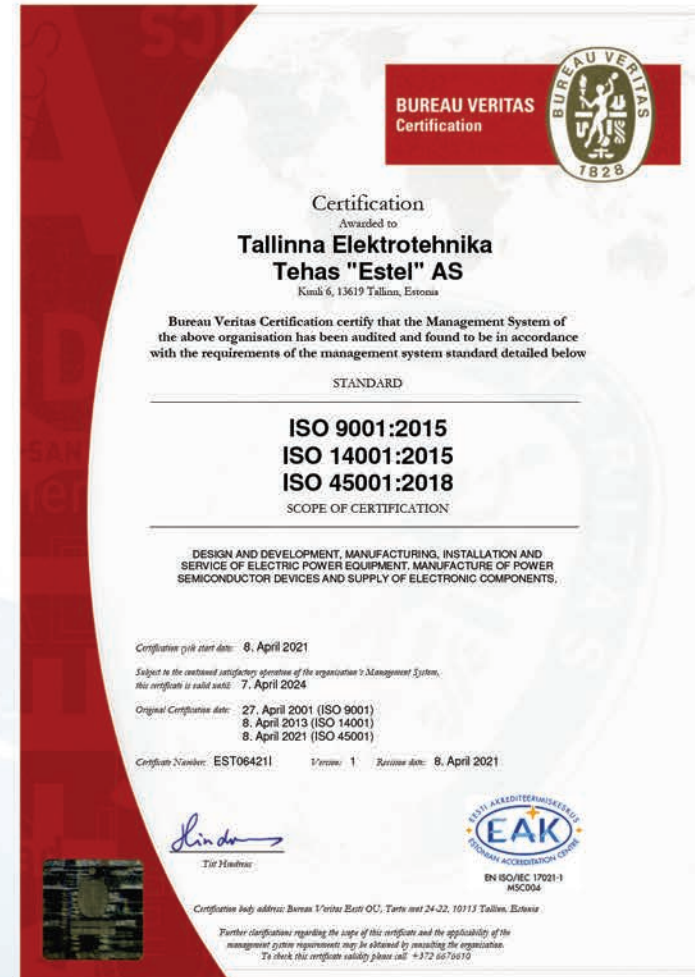 BUREAU VERITAS
Certification
BUREAU VERITAS
1828
Certification
Awarded to
Tallinna Elektrotehnika
Tehas "Estel" AS
Kuuli 6, 13619 Tallinn, Estonia
Bureau Veritas Certification certify that the Management System of
the above organisation has been audited and found to be in accordance
with the requirements of the management system standard detailed below
STANDARD
ISO 9001:2015
ISO 14001:2015
ISO 45001:2018
SCOPE OF CERTIFICATION
DESIGN AND DEVELOPMENT, MANUFACTURING, INSTALLATION AND
SERVICE OF ELECTRIC POWER EQUIPMENT. MANUFACTURE OF POWER
SEMICONDUCTOR DEVICES AND SUPPLY OF ELECTRONIC COMPONENTS.
Certification cycle start date: 8. April 2021
Subject to the continued satisfactory operation of the organisation's Management System,
this certificate is valid until: 7. April 2024
Original Certification date: 27. April 2001 (ISO 9001)
8. April 2013 (ISO 14001)
8. April 2021 (ISO 45001)
Certificate Number: EST06421I Version: 1 Revision date: 8. April 2021
Tiit Hindreus
EESTI AKREDITEERIMISKESKUS
EAK
ESTONIAN ACCREDITATION CENTRE
EN ISO/IEC 17021-1
MSC004
Certification body address: Bureau Veritas Eesti OÜ, Tartu mnt 24-22, 10115 Tallinn, Estonia
Further clarifications regarding the scope of this certificate and the applicability of the
management system requirements may be obtained by consulting the organisation.
To check this certificate validity please call +372 6676610